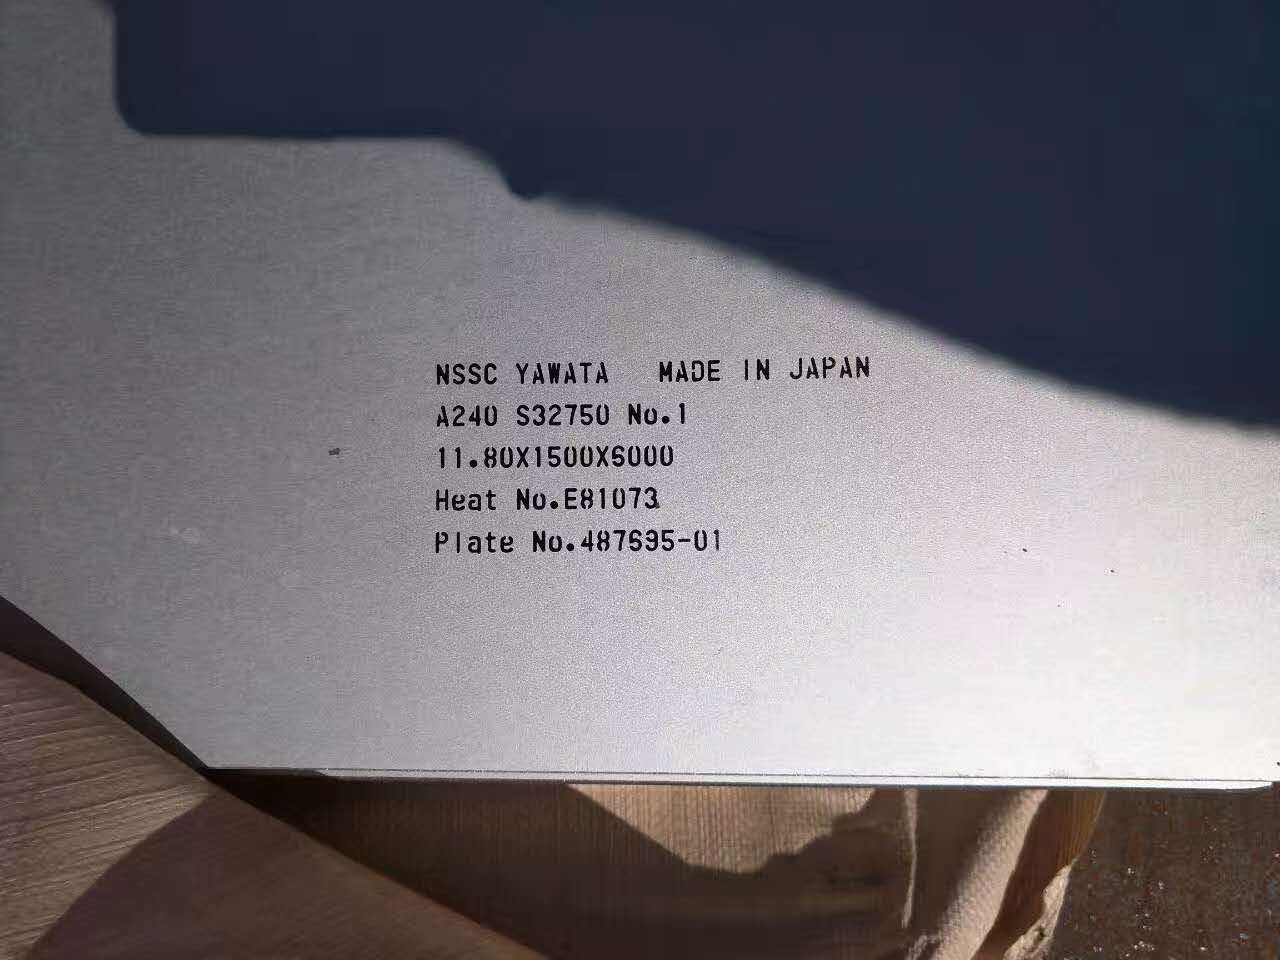 NSSC YAWATA MADE IN JAPAN
A240 S32750 No.1
11.80X1500X6000
Heat No.E81073
Plate No.487695-01